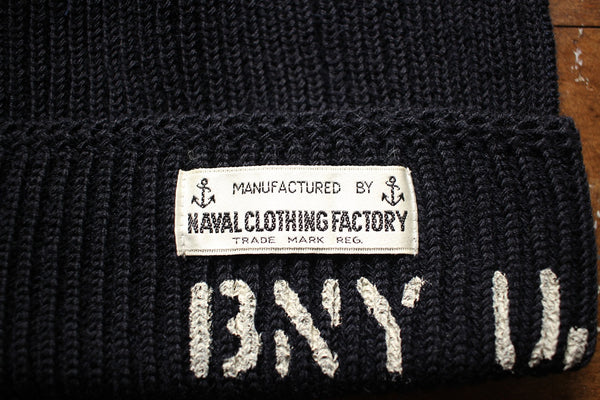 MANUFACTURED BY
NAVAL CLOTHING FACTORY
TRADE MARK REG.
BNY U.